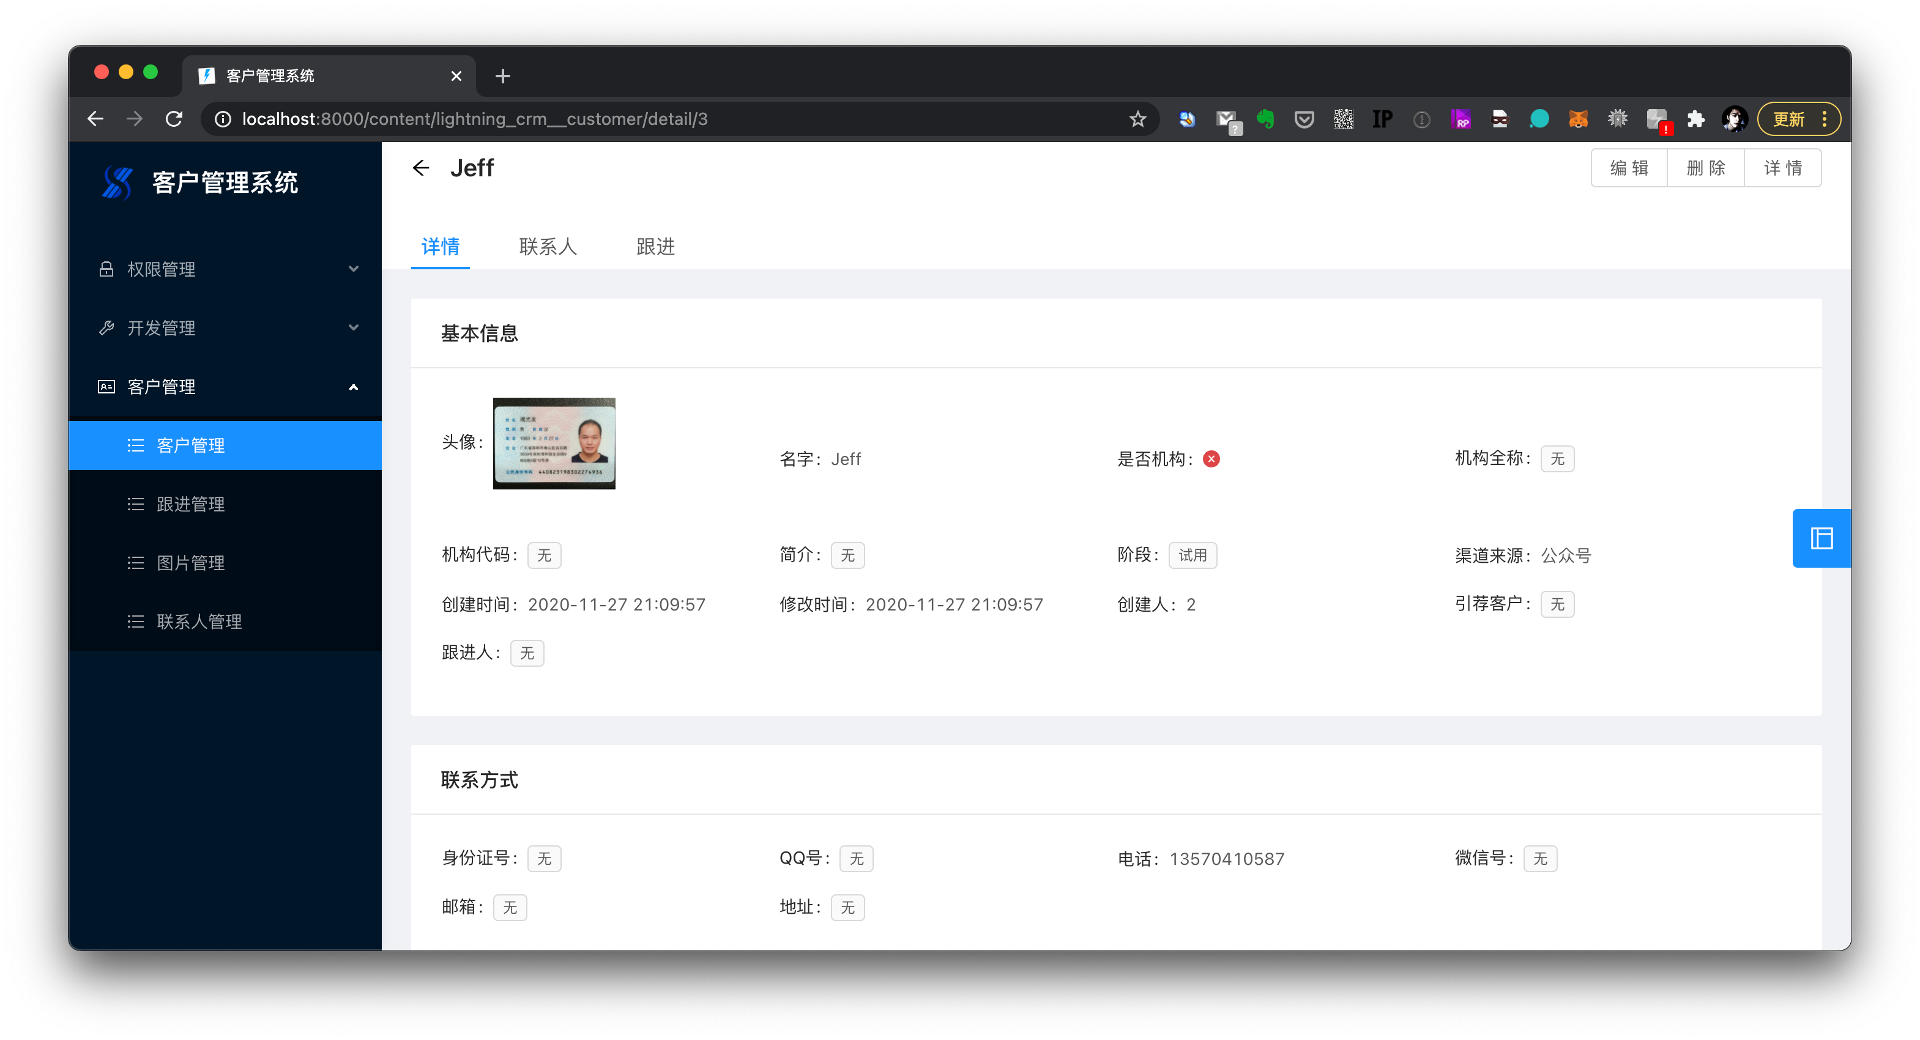 客户管理系统
localhost:8000/content/lightning_crm__customer/detail/3
IP
RP
更新
客户管理系统
Jeff
编 辑
删 除
详 情
详情
联系人
跟进
权限管理
开发管理
客户管理
客户管理
跟进管理
图片管理
联系人管理
基本信息
头像:
名字: Jeff
是否机构:
机构全称: 无
机构代码: 无
简介: 无
阶段: 试用
渠道来源: 公众号
创建时间: 2020-11-27 21:09:57
修改时间: 2020-11-27 21:09:57
创建人: 2
引荐客户: 无
跟进人: 无
联系方式
身份证号: 无
QQ号: 无
电话: 13570410587
微信号: 无
邮箱: 无
地址: 无